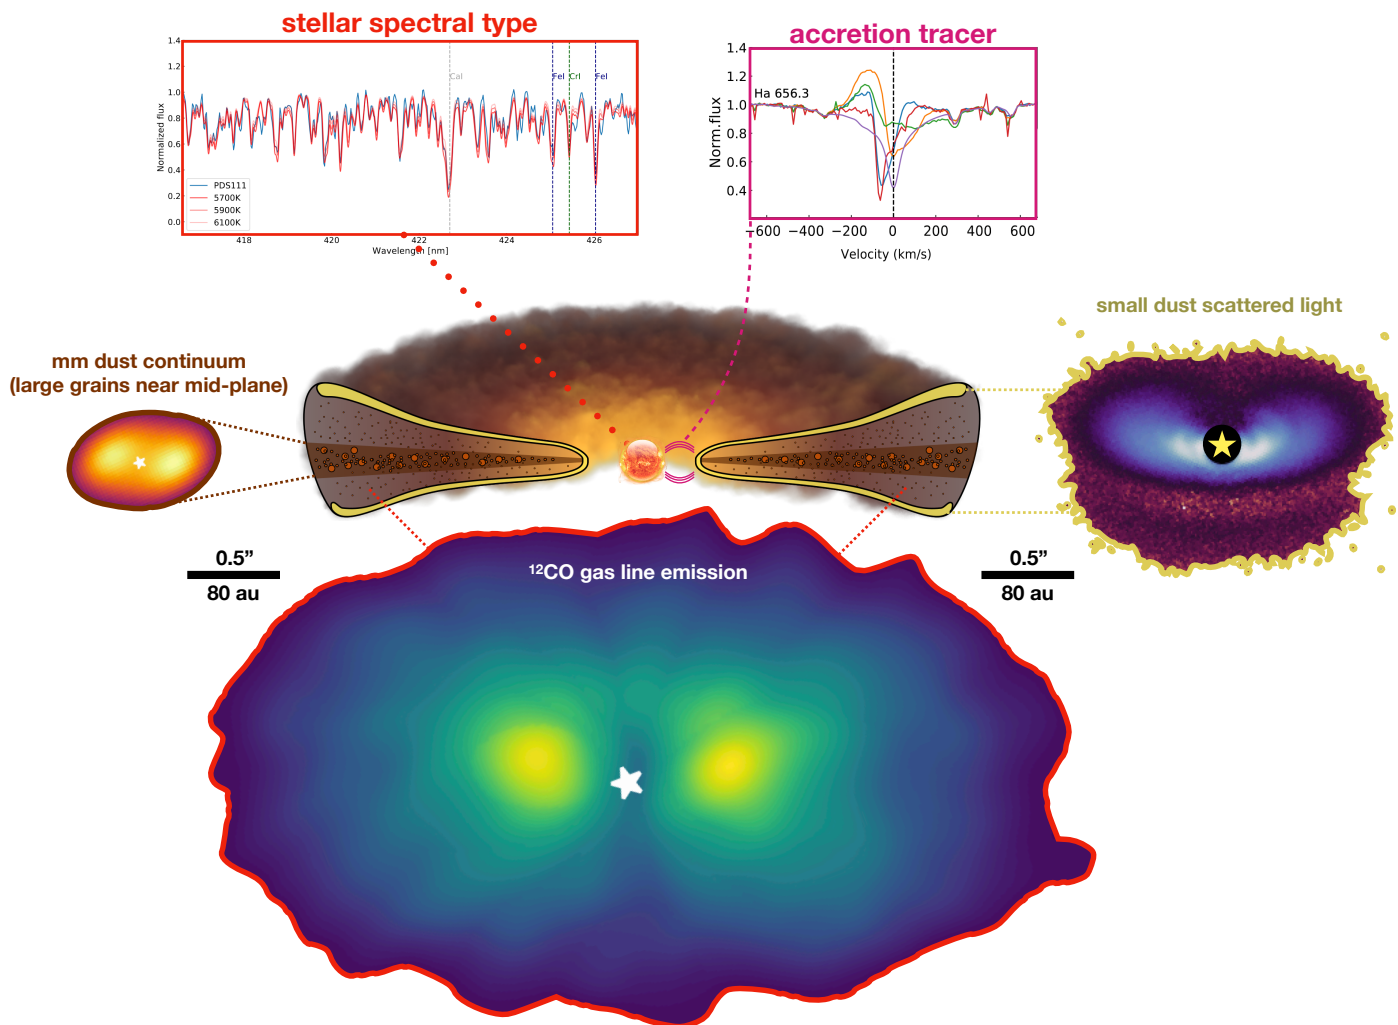 stellar spectral type
1.4
1.2
1.0
0.8
0.6
0.4
0.2
0.0
Normalized flux
CaI
FeI
CrI
FeI
PDS111
5700K
5900K
6100K
418
420
422
424
426
Wavelength [nm]
accretion tracer
1.4
1.2
1.0
0.8
0.6
0.4
Norm.flux
Ha 656.3
−600
−400
−200
0
200
400
600
Velocity (km/s)
small dust scattered light
mm dust continuum
(large grains near mid-plane)
0.5”
80 au
0.5”
80 au
¹²CO gas line emission